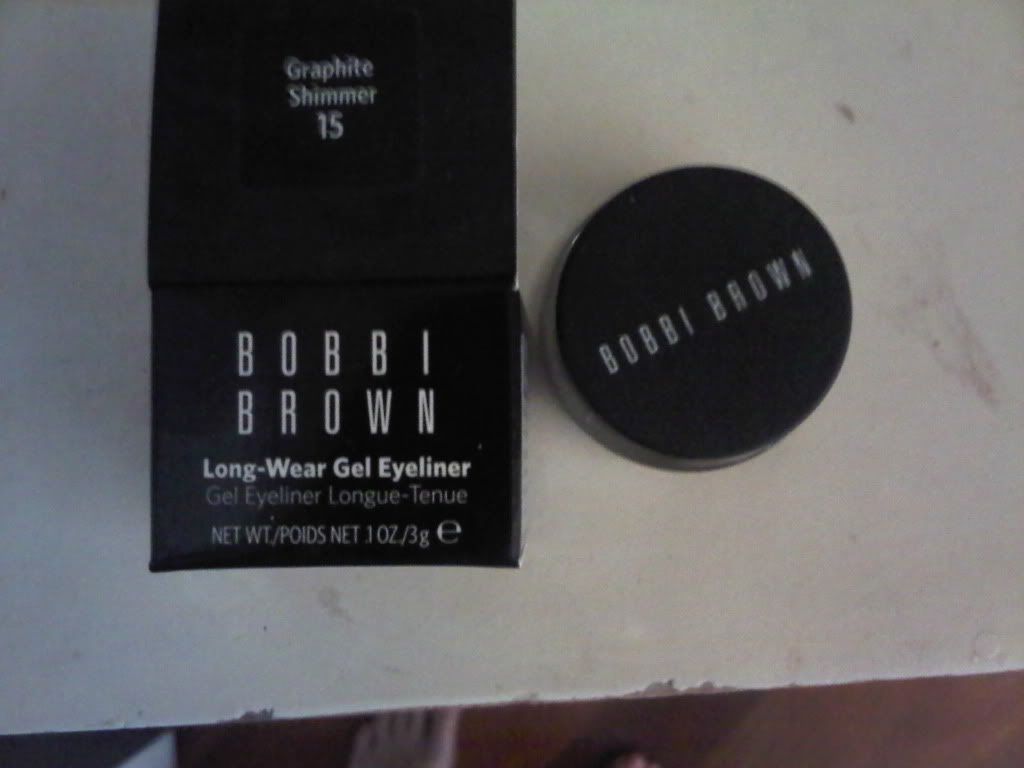 Graphite
Shimmer
15
BOBBI
BROWN
Long-Wear Gel Eyeliner
Gel Eyeliner Longue-Tenue
NET WT./POIDS NET .1 OZ./3g ℮
BOBBI BROWN